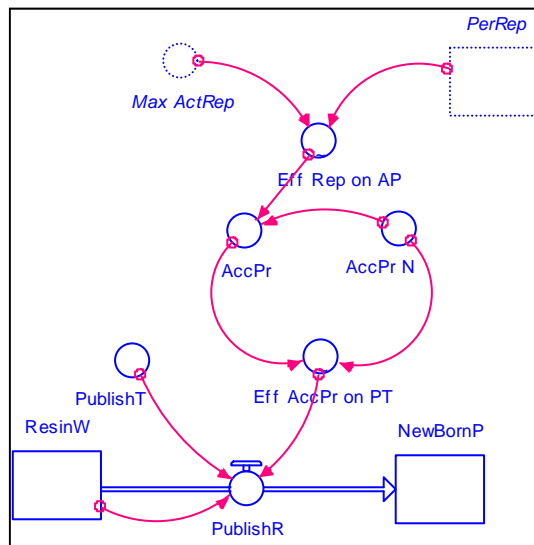 PerRep
Max ActRep
Eff Rep on AP
AccPr
AccPr N
PublishT
Eff AccPr on PT
ResinW
NewBornP
PublishR